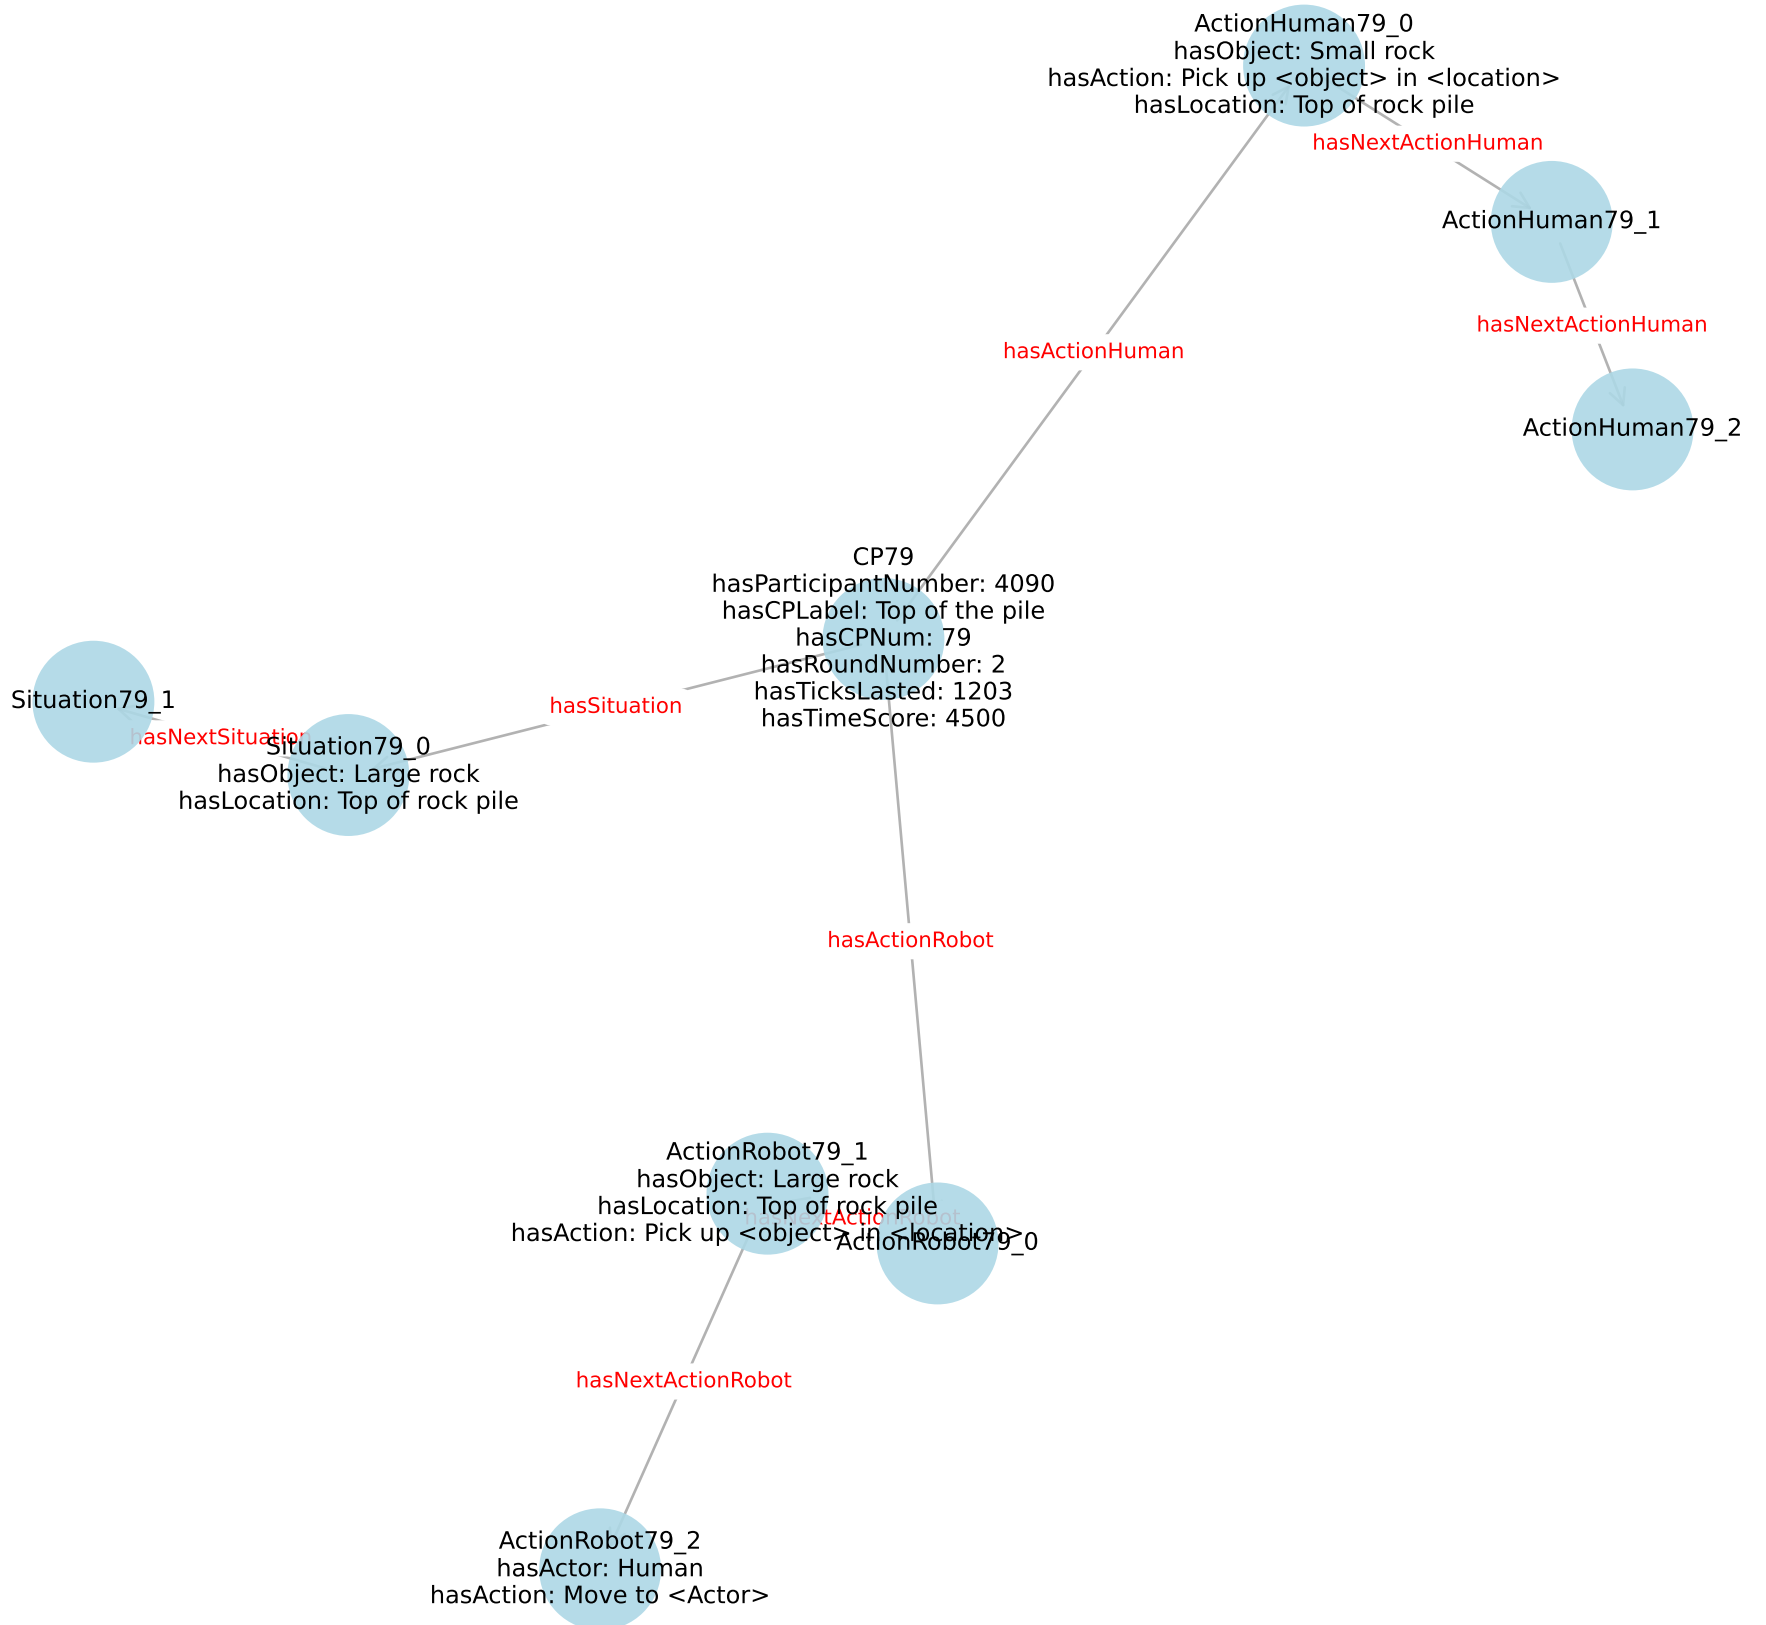 ActionHuman79_0
hasObject: Small rock
hasAction: Pick up <object> in <location>
hasLocation: Top of rock pile
hasNextActionHuman
ActionHuman79_1
hasNextActionHuman
hasActionHuman
ActionHuman79_2
CP79
hasParticipantNumber: 4090
hasCPLabel: Top of the pile
hasCPNum: 79
hasRoundNumber: 2
hasTicksLasted: 1203
hasTimeScore: 4500
hasSituation
Situation79_1
hasNextSituation
Situation79_0
hasObject: Large rock
hasLocation: Top of rock pile
hasActionRobot
ActionRobot79_1
hasObject: Large rock
hasLocation: Top of rock pile
hasNextActionRobot
hasAction: Pick up <object> in <location>
ActionRobot79_0
hasNextActionRobot
ActionRobot79_2
hasActor: Human
hasAction: Move to <Actor>